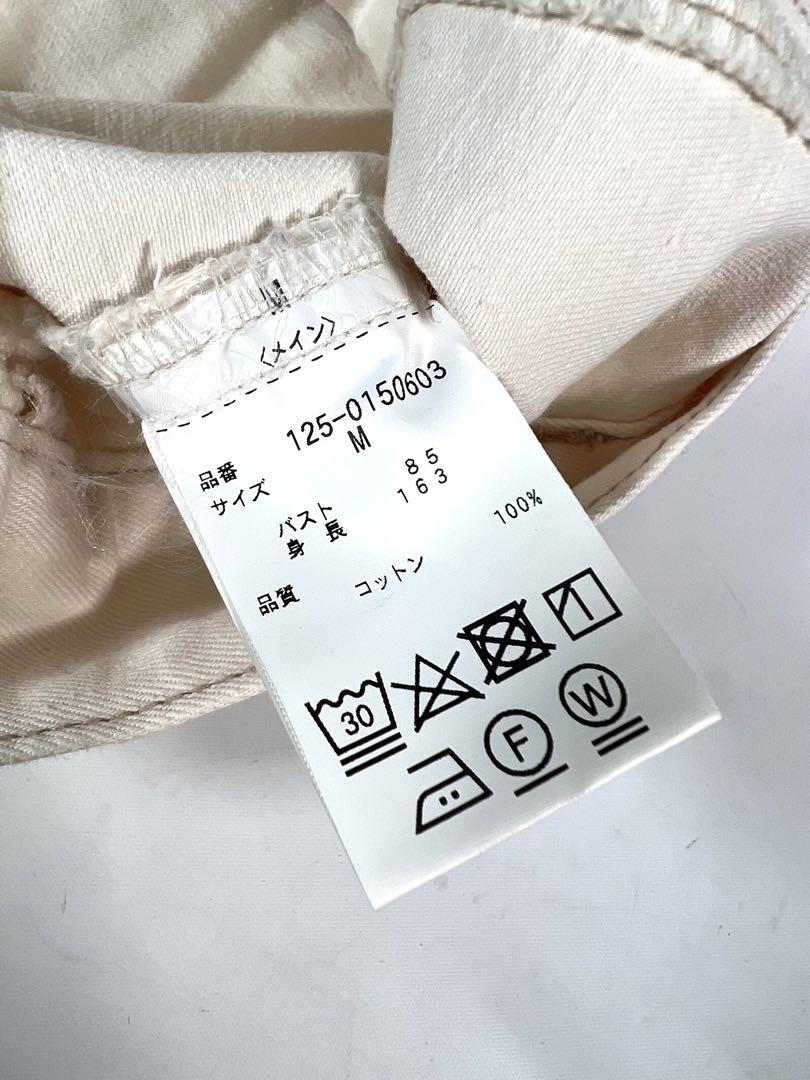 M
〈メイン〉
品番 125-0150603
サイズ M
バスト 85
身長 163
品質 コットン 100%
30
F W